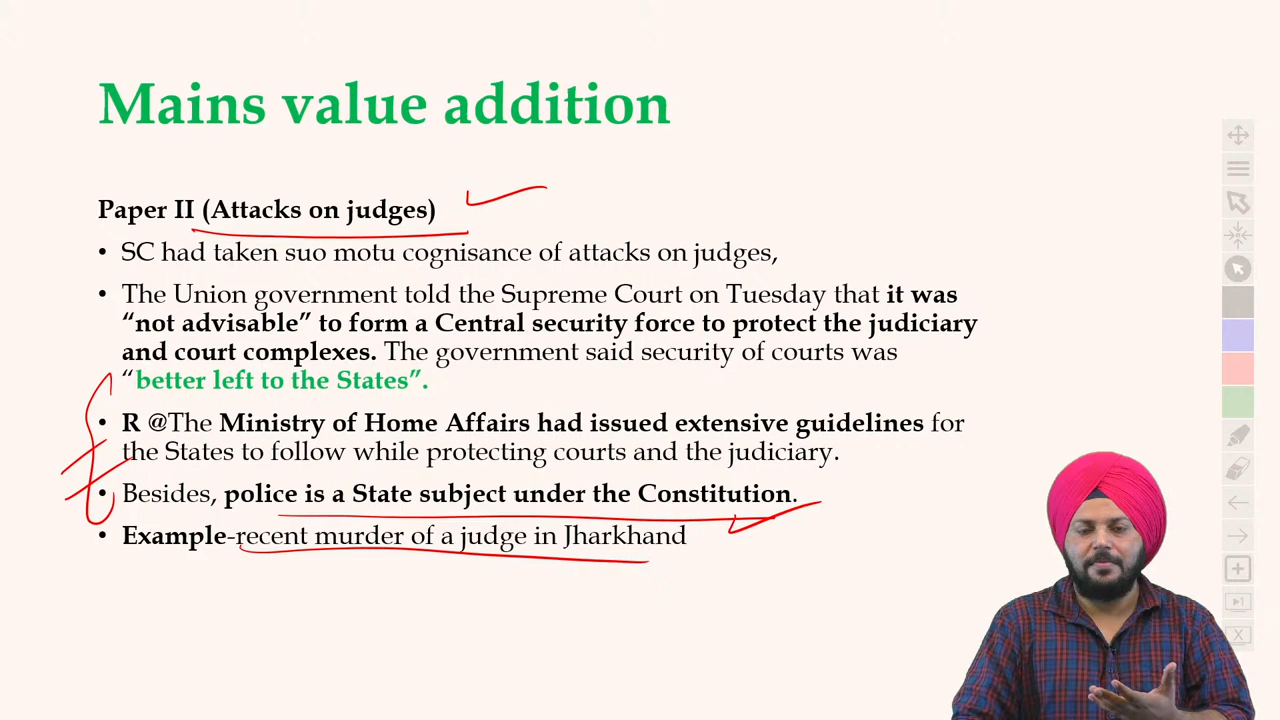 Mains value addition
Paper II (Attacks on judges)
• SC had taken suo motu cognisance of attacks on judges,
• The Union government told the Supreme Court on Tuesday that it was
“not advisable” to form a Central security force to protect the judiciary
and court complexes. The government said security of courts was
“better left to the States”.
• R @The Ministry of Home Affairs had issued extensive guidelines for
the States to follow while protecting courts and the judiciary.
• Besides, police is a State subject under the Constitution.
• Example-recent murder of a judge in Jharkhand